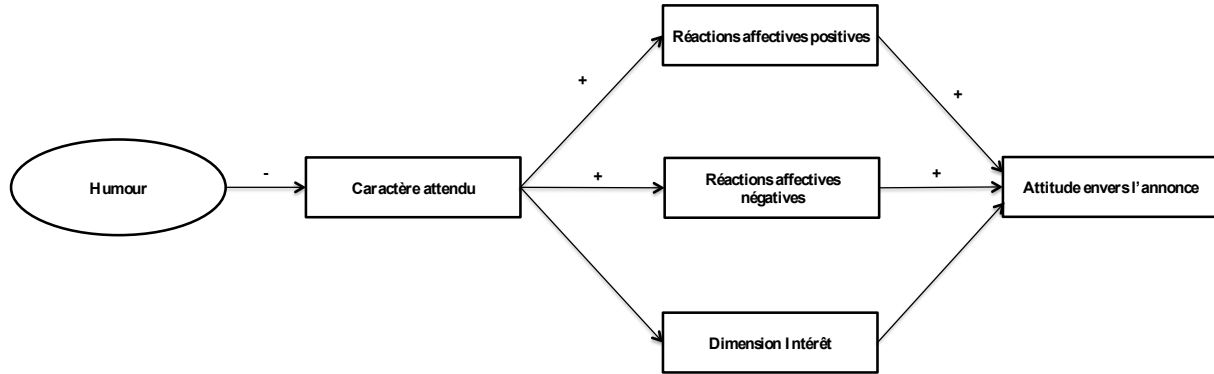 Réactions affectives positives
+
+
Humour
-
Caractère attendu
+
Réactions affectives
négatives
+
Attitude envers l'annonce
Dimension Intérêt